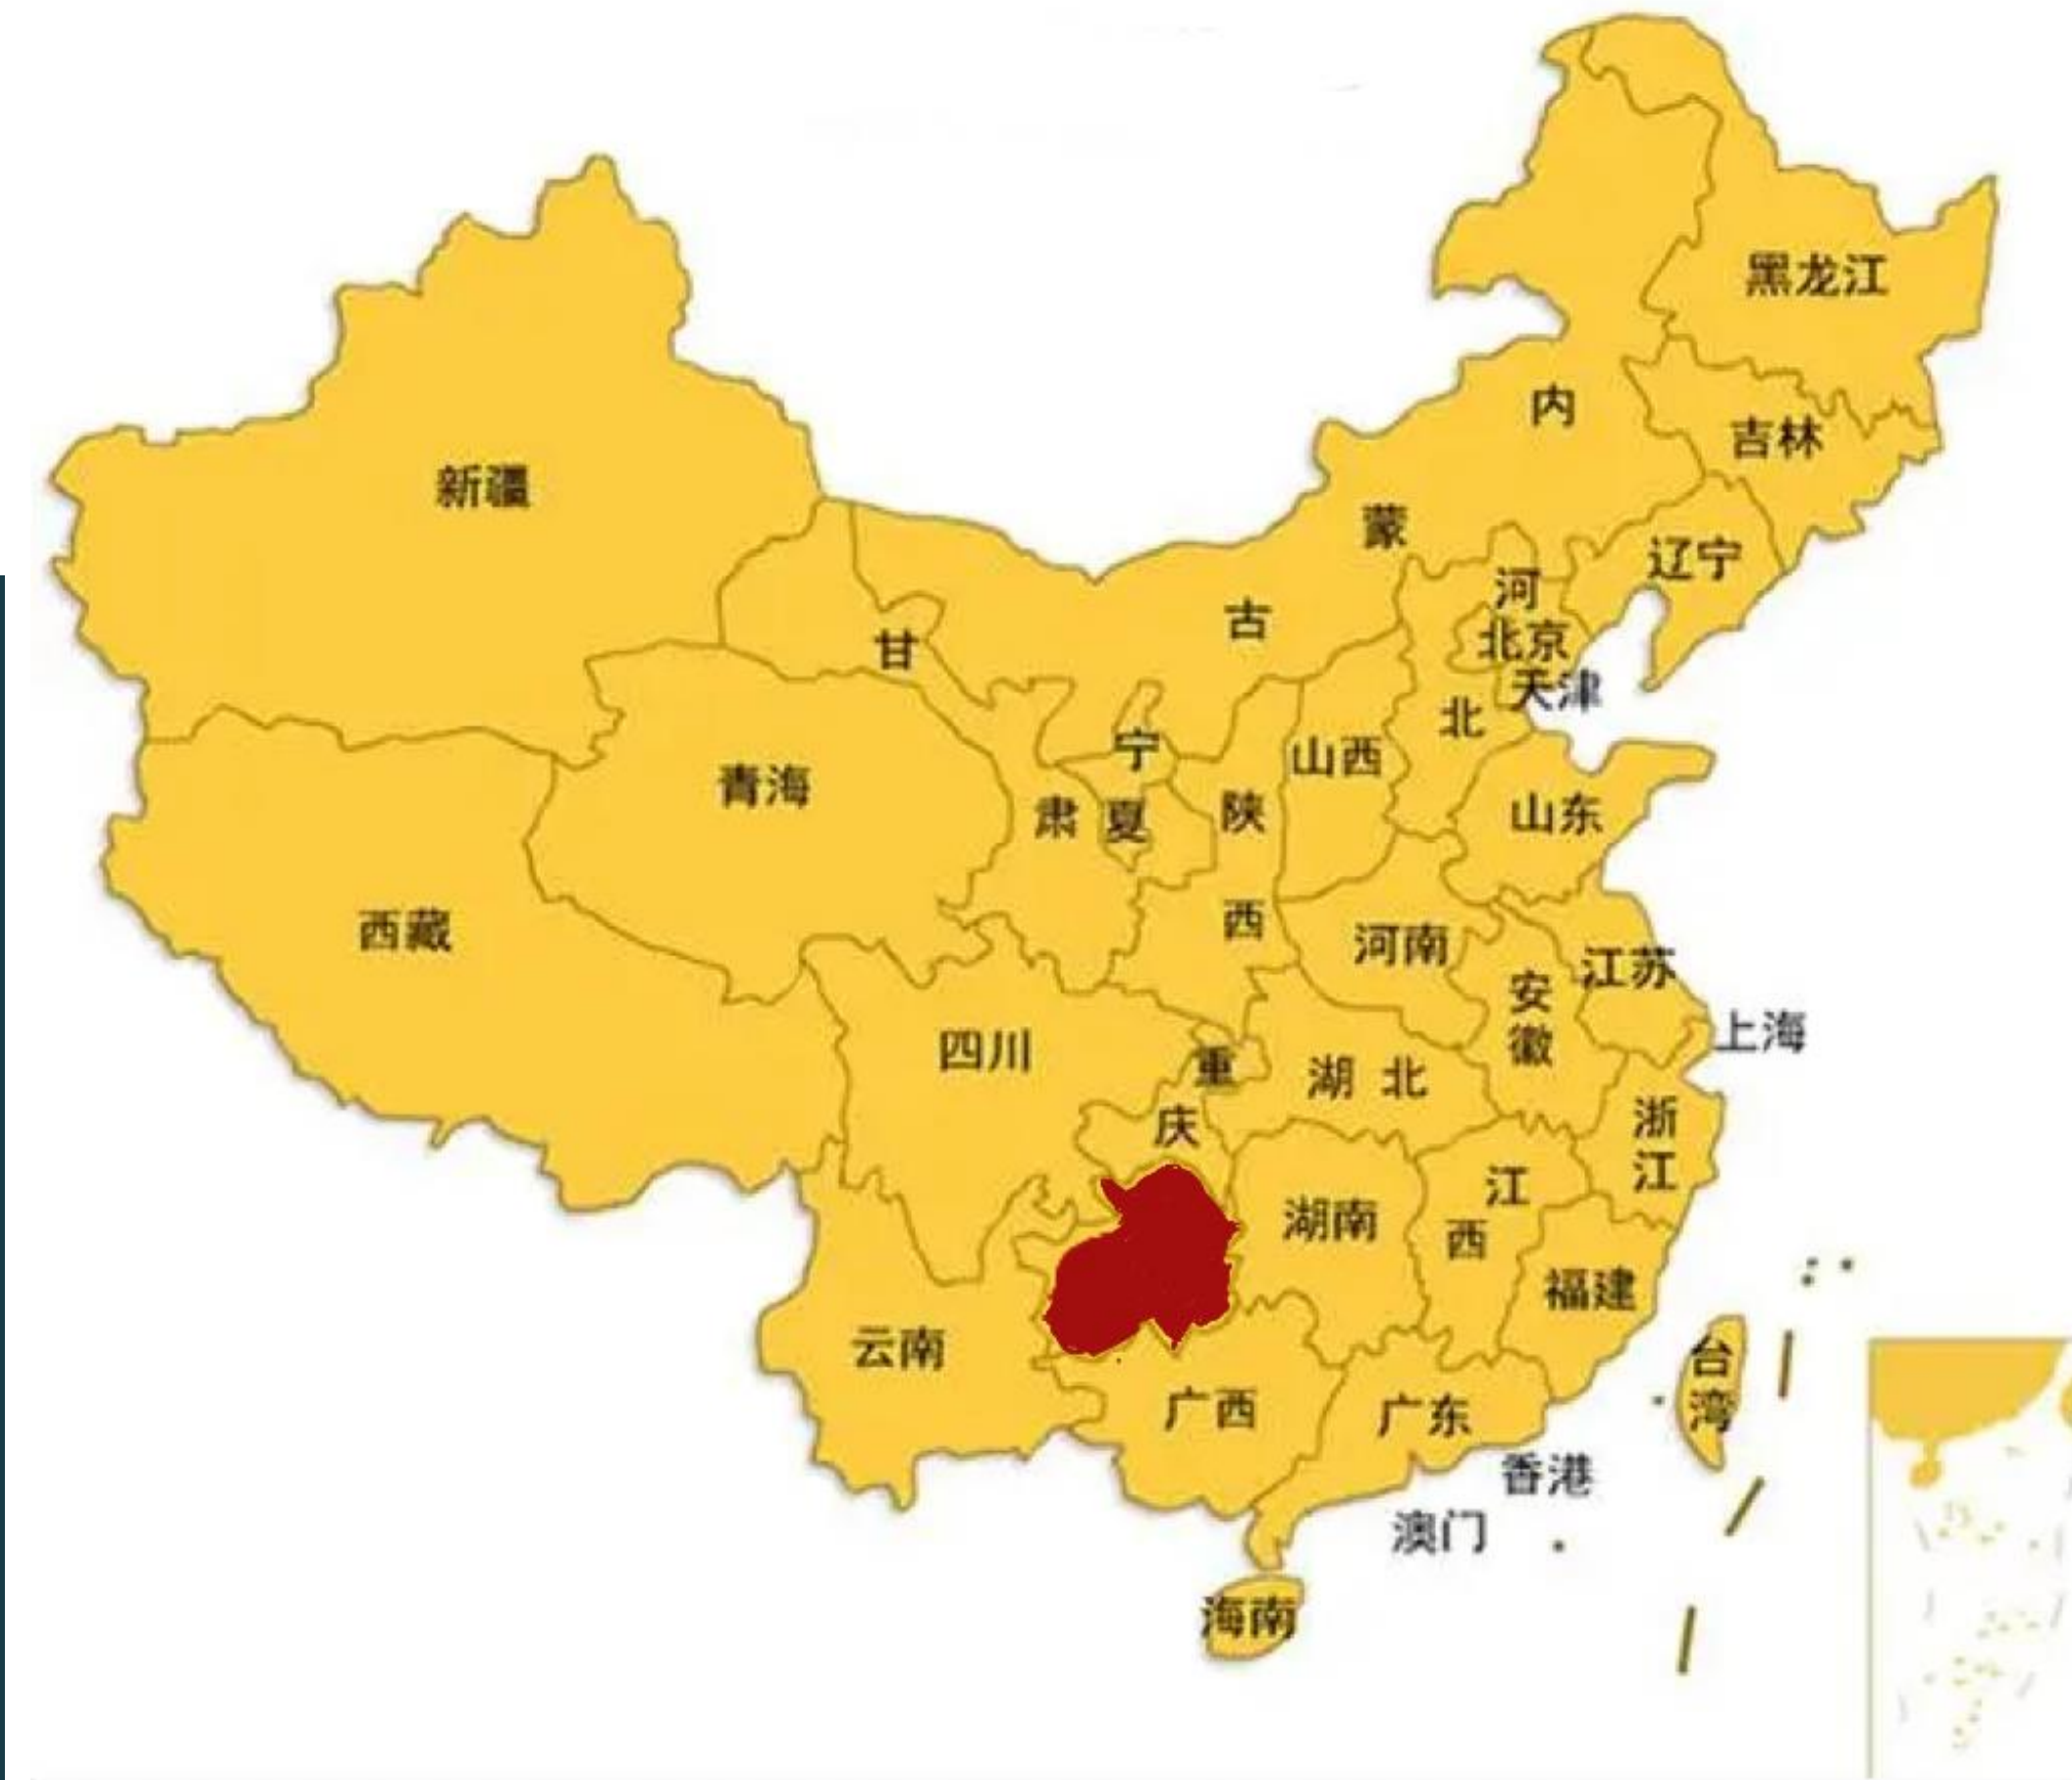 黑龙江
内
吉林
新疆
蒙
辽宁
河
古
北京
甘
天津
北
宁
山西
青海
肃
夏
陕
山东
西藏
西
河南
江苏
安
徽
上海
四川
重
湖 北
庆
浙
江
江
西
湖南
福建
云南
台
湾
广西
广东
香港
澳门
海南